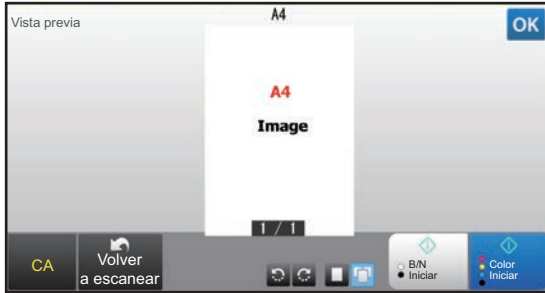 A4
Vista previa
OK
A4
Image
1 / 1
CA
Volver
a escanear
B/N
Iniciar
Color
Iniciar